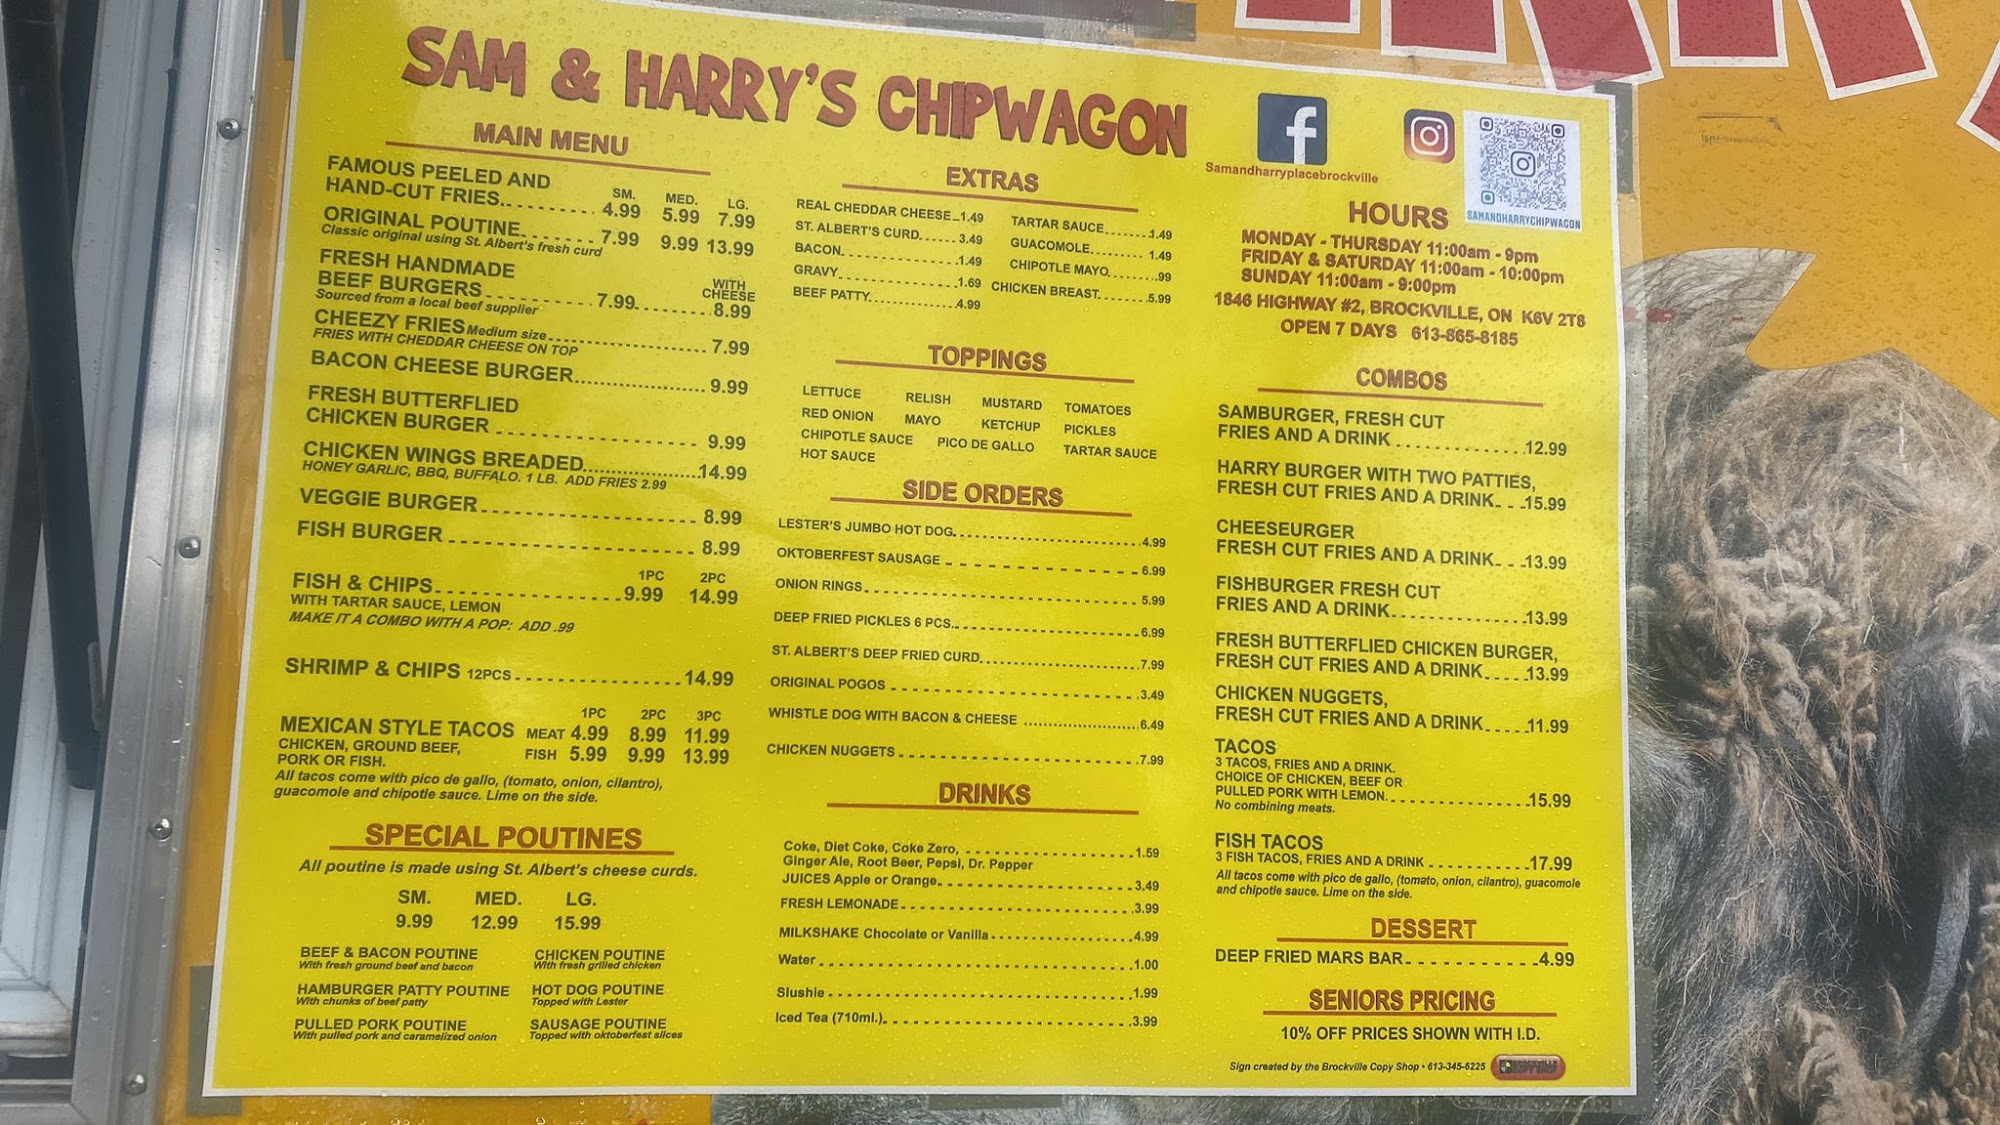 SAM & HARRY'S CHIPWAGON
MAIN MENU
FAMOUS PEELED AND
HAND-CUT FRIES
SM. MED. LG.
4.99 5.99 7.99
ORIGINAL POUTINE 7.99 9.99 13.99
Classic original using St. Albert's fresh curd
FRESH HANDMADE
BEEF BURGERS 7.99 WITH CHEESE 8.99
Sourced from a local beef supplier
CHEEZY FRIES Medium size 7.99
FRIES WITH CHEDDAR CHEESE ON TOP
BACON CHEESE BURGER 9.99
FRESH BUTTERFLIED
CHICKEN BURGER 9.99
CHICKEN WINGS BREADED 14.99
HONEY GARLIC, BBQ, BUFFALO. 1 LB. ADD FRIES 2.99
VEGGIE BURGER 8.99
FISH BURGER 8.99
1PC 2PC
FISH & CHIPS 9.99 14.99
WITH TARTAR SAUCE, LEMON
MAKE IT A COMBO WITH A POP: ADD .99
SHRIMP & CHIPS 12PCS 14.99
1PC 2PC 3PC
MEXICAN STYLE TACOS MEAT 4.99 8.99 11.99
CHICKEN, GROUND BEEF, FISH 5.99 9.99 13.99
PORK OR FISH.
All tacos come with pico de gallo, (tomato, onion, cilantro),
guacomole and chipotle sauce. Lime on the side.
SPECIAL POUTINES
All poutine is made using St. Albert's cheese curds.
SM. MED. LG.
9.99 12.99 15.99
BEEF & BACON POUTINE
With fresh ground beef and bacon
HAMBURGER PATTY POUTINE
With chunks of beef patty
PULLED PORK POUTINE
With pulled pork and caramelized onion
CHICKEN POUTINE
With fresh grilled chicken
HOT DOG POUTINE
Topped with Lester
SAUSAGE POUTINE
Topped with oktoberfest slices
EXTRAS
REAL CHEDDAR CHEESE 1.49
ST. ALBERT'S CURD 3.49
BACON 1.49
GRAVY 1.69
BEEF PATTY 4.99
TARTAR SAUCE 1.49
GUACOMOLE 1.49
CHIPOTLE MAYO .99
CHICKEN BREAST 5.99
TOPPINGS
LETTUCE RELISH MUSTARD TOMATOES
RED ONION MAYO KETCHUP PICKLES
CHIPOTLE SAUCE PICO DE GALLO TARTAR SAUCE
HOT SAUCE
SIDE ORDERS
LESTER'S JUMBO HOT DOG 4.99
OKTOBERFEST SAUSAGE 6.99
ONION RINGS 5.99
DEEP FRIED PICKLES 6 PCS. 6.99
ST. ALBERT'S DEEP FRIED CURD 7.99
ORIGINAL POGOS 3.49
WHISTLE DOG WITH BACON & CHEESE 6.49
CHICKEN NUGGETS 7.99
DRINKS
Coke, Diet Coke, Coke Zero, 1.59
Ginger Ale, Root Beer, Pepsi, Dr. Pepper
JUICES Apple or Orange 3.49
FRESH LEMONADE 3.99
MILKSHAKE Chocolate or Vanilla 4.99
Water 1.00
Slushie 1.99
Iced Tea (710ml.) 3.99
Samandharryplacebrockville
SAMANDHARRYCHIPWAGON
HOURS
MONDAY - THURSDAY 11:00am - 9pm
FRIDAY & SATURDAY 11:00am - 10:00pm
SUNDAY 11:00am - 9:00pm
1846 HIGHWAY #2, BROCKVILLE, ON K6V 2T8
OPEN 7 DAYS 613-865-8185
COMBOS
SAMBURGER, FRESH CUT
FRIES AND A DRINK 12.99
HARRY BURGER WITH TWO PATTIES,
FRESH CUT FRIES AND A DRINK 15.99
CHEESEURGER
FRESH CUT FRIES AND A DRINK 13.99
FISHBURGER FRESH CUT
FRIES AND A DRINK 13.99
FRESH BUTTERFLIED CHICKEN BURGER,
FRESH CUT FRIES AND A DRINK 13.99
CHICKEN NUGGETS,
FRESH CUT FRIES AND A DRINK 11.99
TACOS
3 TACOS, FRIES AND A DRINK.
CHOICE OF CHICKEN, BEEF OR
PULLED PORK WITH LEMON 15.99
No combining meats.
FISH TACOS
3 FISH TACOS, FRIES AND A DRINK 17.99
All tacos come with pico de gallo, (tomato, onion, cilantro), guacomole
and chipotle sauce. Lime on the side.
DESSERT
DEEP FRIED MARS BAR 4.99
SENIORS PRICING
10% OFF PRICES SHOWN WITH I.D.
Sign created by the Brockville Copy Shop • 613-345-6225